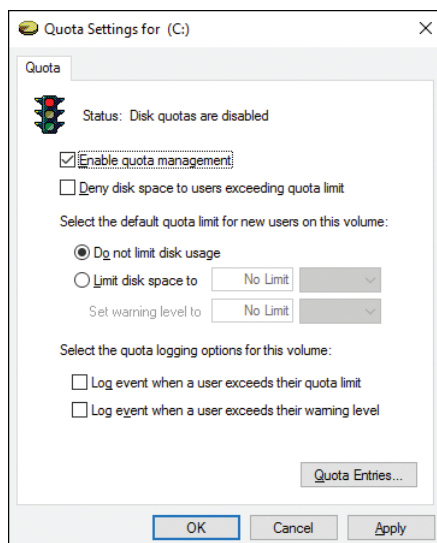 Quota Settings for (C:)
Quota
Status: Disk quotas are disabled
Enable quota management
Deny disk space to users exceeding quota limit
Select the default quota limit for new users on this volume:
Do not limit disk usage
Limit disk space to No Limit
Set warning level to No Limit
Select the quota logging options for this volume:
Log event when a user exceeds their quota limit
Log event when a user exceeds their warning level
Quota Entries...
OK Cancel Apply